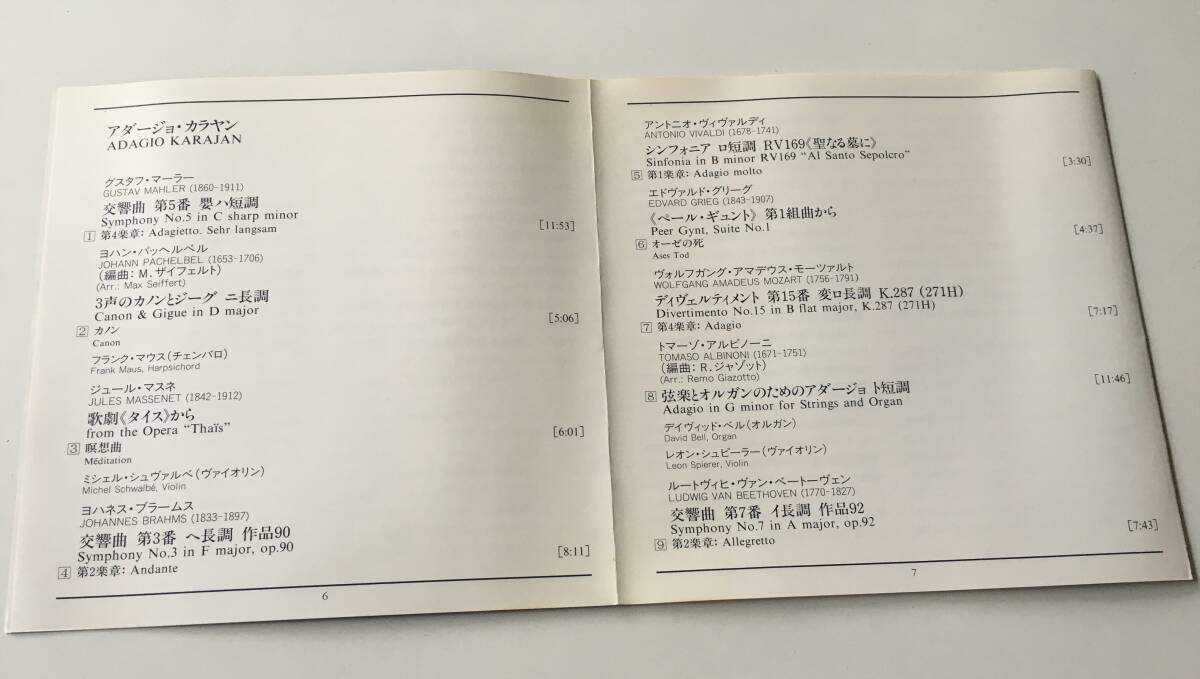 アダージョ・カラヤン
ADAGIO KARAJAN
グスタフ・マーラー
GUSTAV MAHLER (1860-1911)
交響曲 第5番 嬰ハ短調
Symphony No.5 in C sharp minor
1 第4楽章: Adagietto. Sehr langsam [11:53]
ヨハン・パッヘルベル
JOHANN PACHELBEL (1653-1706)
(編曲: M. ザイフェルト)
(Arr.: Max Seiffert)
3声のカノンとジーグ ニ長調
Canon & Gigue in D major
2 カノン [5:06]
Canon
フランク・マウス(チェンバロ)
Frank Maus, Harpsichord
ジュール・マスネ
JULES MASSENET (1842-1912)
歌劇《タイス》から
from the Opera "Thaïs"
3 瞑想曲 [6:01]
Méditation
ミシェル・シュヴァルベ(ヴァイオリン)
Michel Schwalbé, Violin
ヨハネス・ブラームス
JOHANNES BRAHMS (1833-1897)
交響曲 第3番 ヘ長調 作品90
Symphony No.3 in F major, op.90
4 第2楽章: Andante [8:11]
6
アントニオ・ヴィヴァルディ
ANTONIO VIVALDI (1678-1741)
シンフォニア ロ短調 RV169《聖なる墓に》
Sinfonia in B minor RV169 "Al Santo Sepolcro"
5 第1楽章: Adagio molto [3:30]
エドヴァルド・グリーグ
EDVARD GRIEG (1843-1907)
《ペール・ギュント》 第1組曲から
Peer Gynt, Suite No.1
6 オーゼの死 [4:37]
Ases Tod
ヴォルフガング・アマデウス・モーツァルト
WOLFGANG AMADEUS MOZART (1756-1791)
ディヴェルティメント 第15番 変ロ長調 K.287 (271H)
Divertimento No.15 in B flat major, K.287 (271H)
7 第4楽章: Adagio [7:17]
トマーゾ・アルビノーニ
TOMASO ALBINONI (1671-1751)
(編曲: R. ジャゾット)
(Arr.: Remo Giazotto)
8 弦楽とオルガンのためのアダージョ ト短調 [11:46]
Adagio in G minor for Strings and Organ
デイヴィッド・ベル(オルガン)
David Bell, Organ
レオン・シュピーラー(ヴァイオリン)
Leon Spierer, Violin
ルートヴィヒ・ヴァン・ベートーヴェン
LUDWIG VAN BEETHOVEN (1770-1827)
交響曲 第7番 イ長調 作品92
Symphony No.7 in A major, op.92
9 第2楽章: Allegretto [7:43]
7